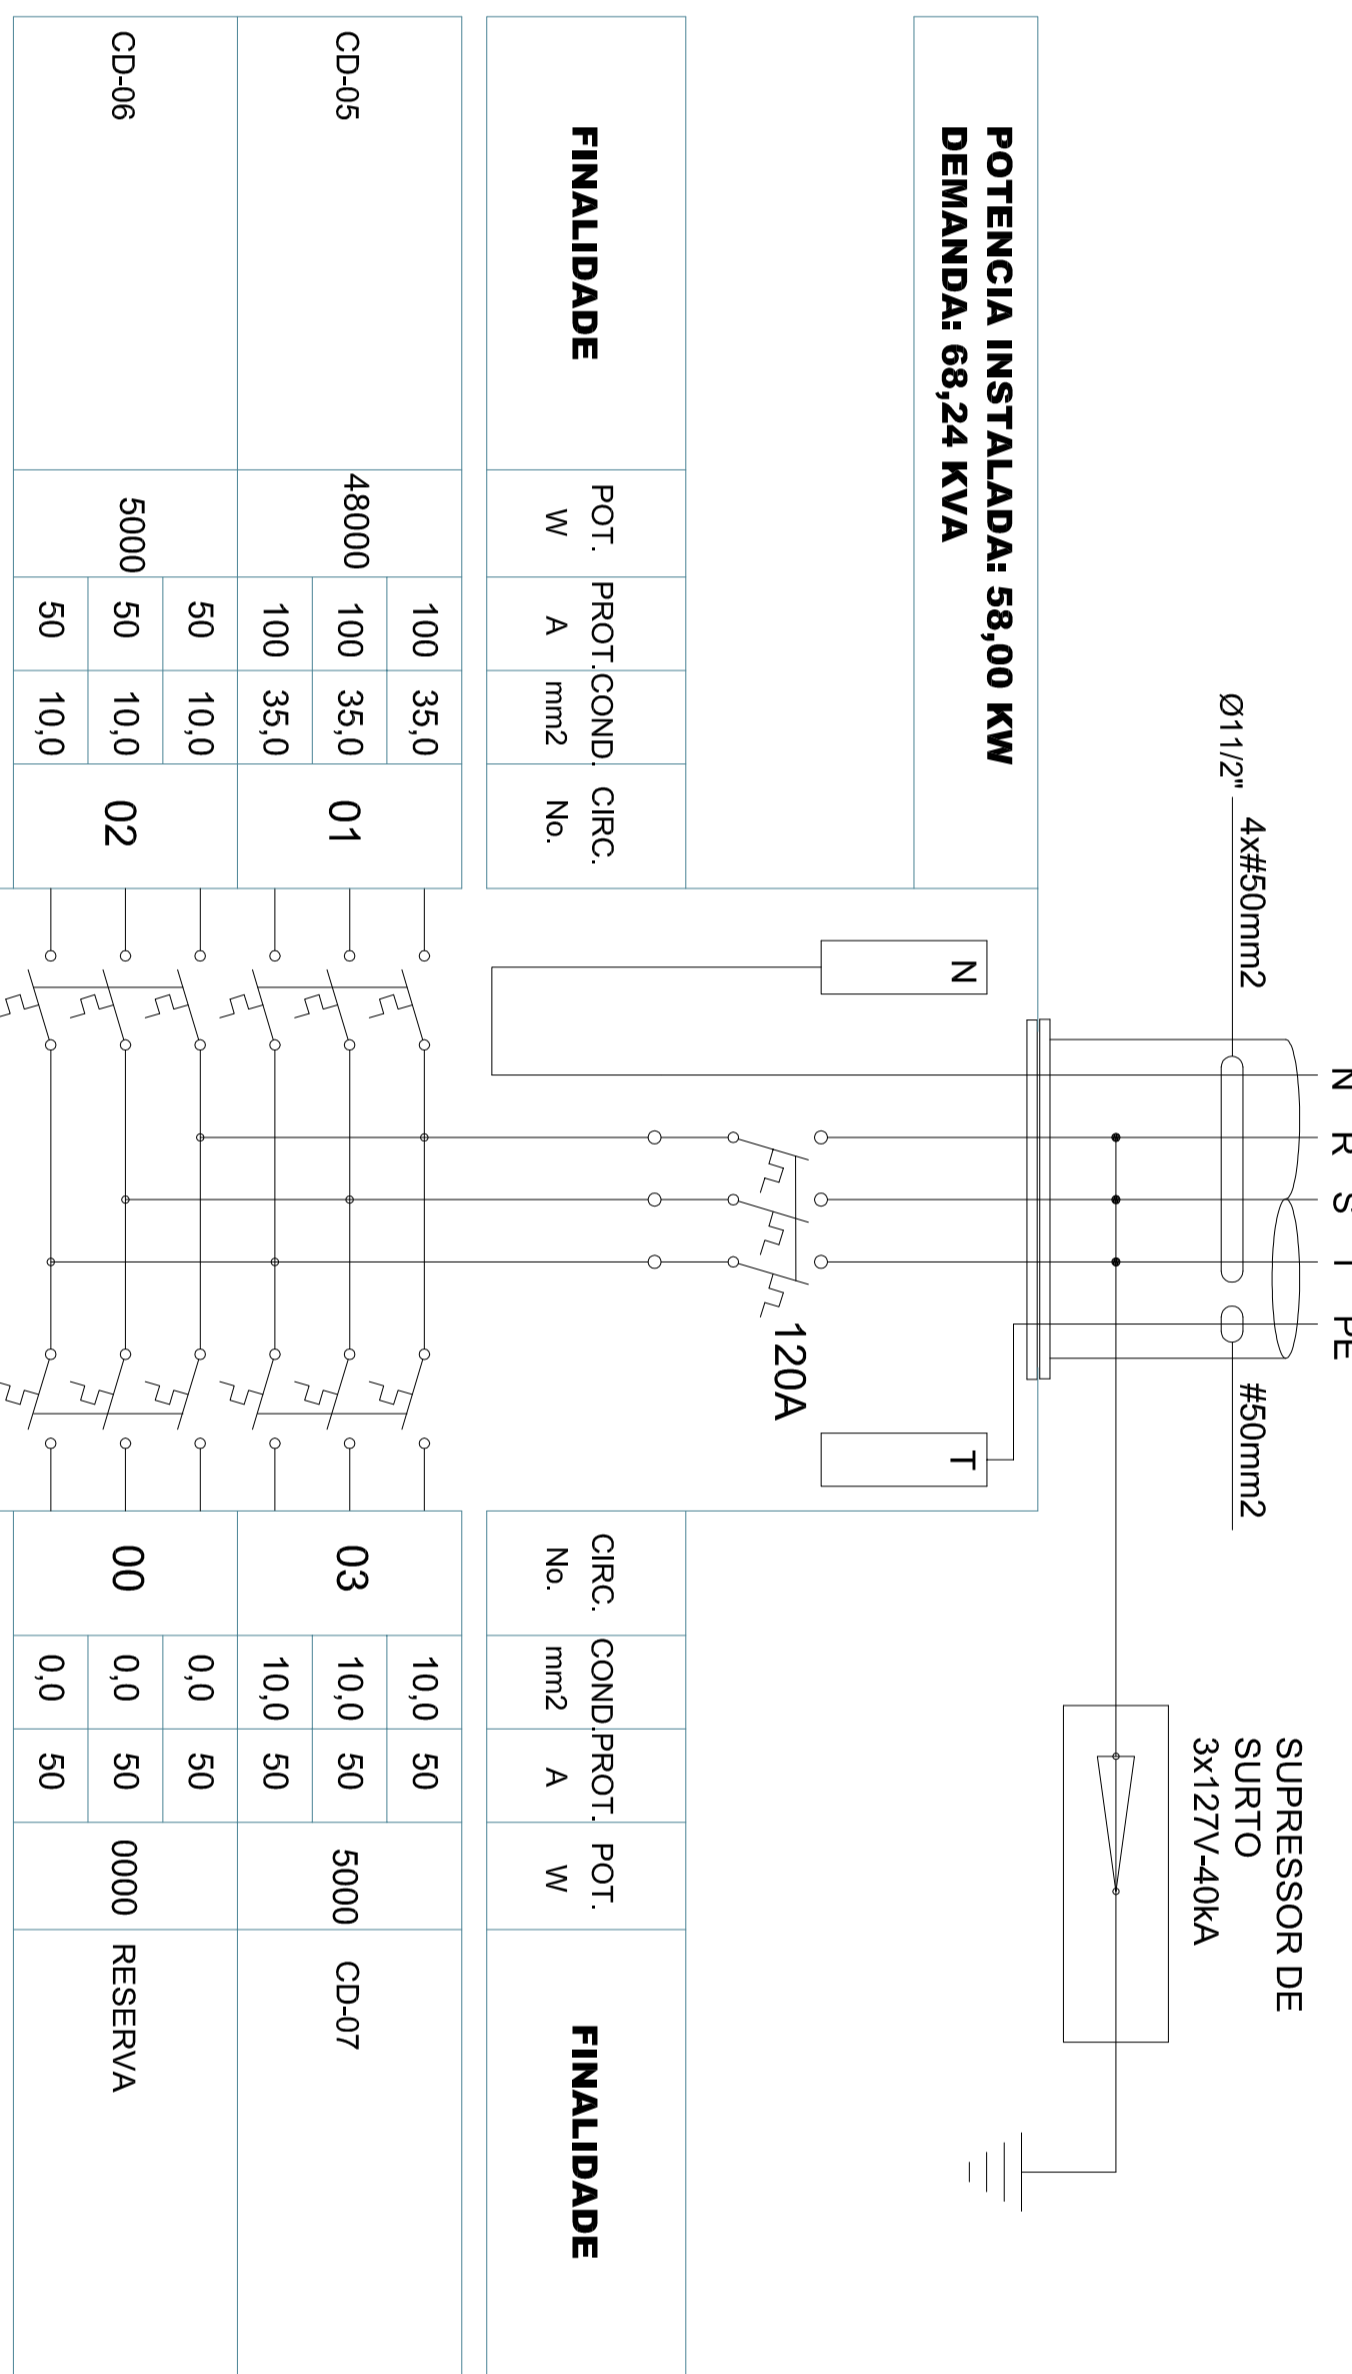 N
R
S
PE
Ø11/2"
4x#50mm2
#50mm2
SUPRESSOR DE
SURTO
3x127V-40kA
POTENCIA INSTALADA: 58,00 KW
DEMANDA: 68,24 KVA
N
T
120A
FINALIDADE
POT.
W
PROT.
A
COND.
mm2
CIRC.
No.
CIRC.
No.
COND.
mm2
PROT.
A
POT.
W
FINALIDADE
CD-05
48000
100 35,0
100 35,0
100 35,0
01
03
10,0 50
10,0 50
10,0 50
5000
CD-07
CD-06
5000
50 10,0
50 10,0
50 10,0
02
00
0,0 50
0,0 50
0,0 50
0000
RESERVA